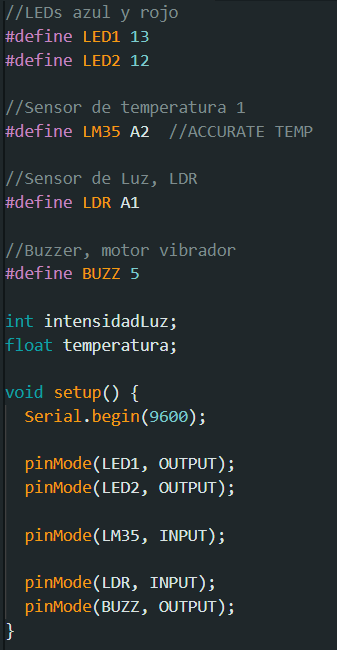 //LEDs azul y rojo
#define LED1 13
#define LED2 12

//Sensor de temperatura 1
#define LM35 A2  //ACCURATE TEMP

//Sensor de Luz, LDR
#define LDR A1

//Buzzer, motor vibrador
#define BUZZ 5

int intensidadLuz;
float temperatura;

void setup() {
  Serial.begin(9600);

  pinMode(LED1, OUTPUT);
  pinMode(LED2, OUTPUT);

  pinMode(LM35, INPUT);

  pinMode(LDR, INPUT);
  pinMode(BUZZ, OUTPUT);
}